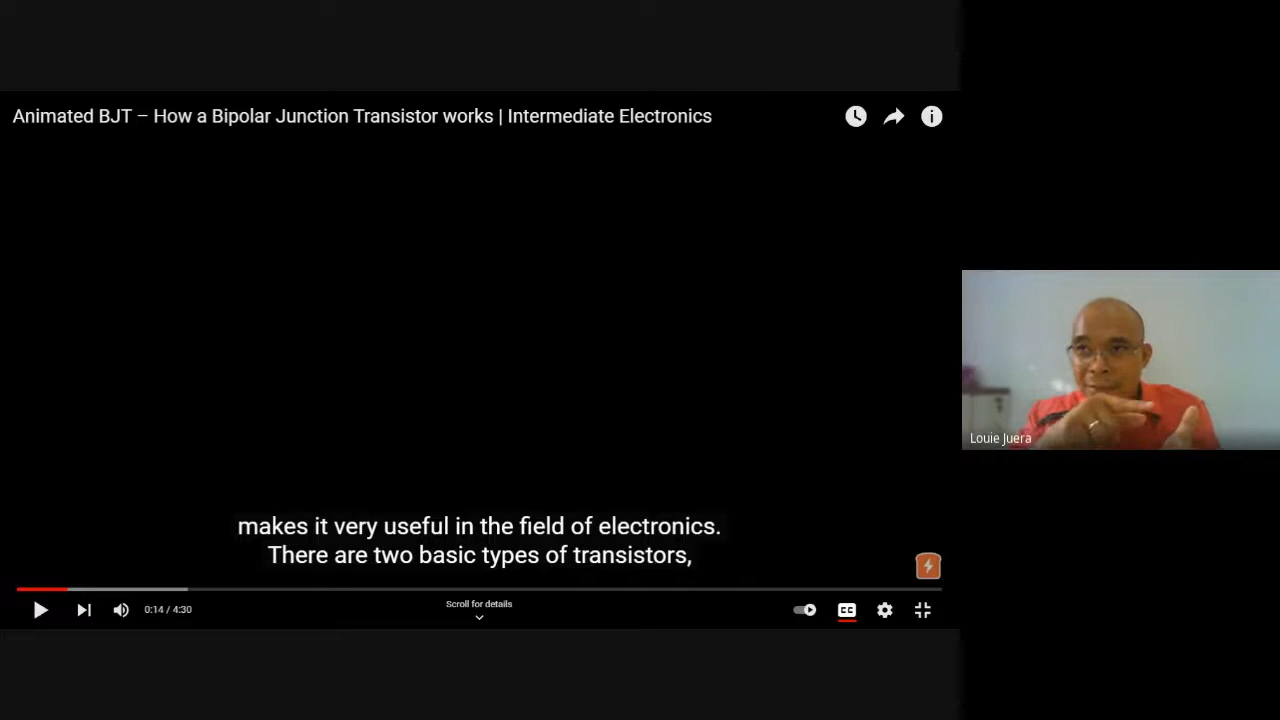 Animated BJT – How a Bipolar Junction Transistor works | Intermediate Electronics
Louie Juera
makes it very useful in the field of electronics.
There are two basic types of transistors,
0:14 / 4:30
Scroll for details
CC